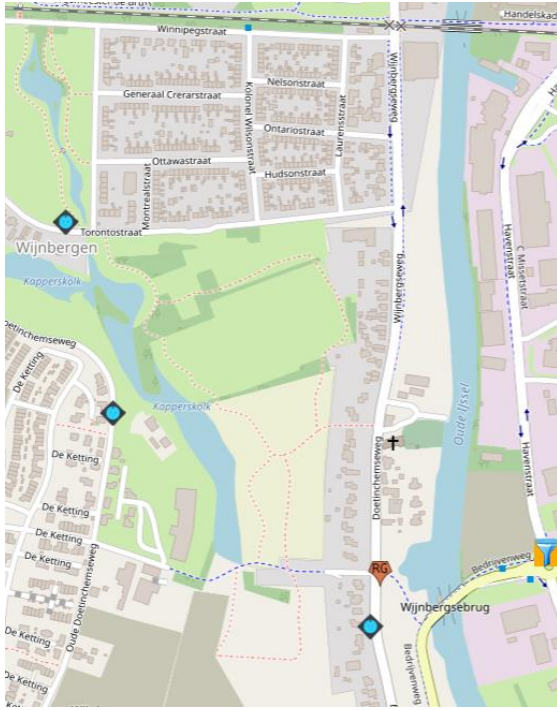 Handelskad
Winnipegstraat
Wijnbergseweg
Nelsonstraat
Generaal Crerarstraat
Kolonel Wilsonstraat
Laurensstraat
Ontariostraat
Ottawastraat
Hudsonstraat
Montrealstraat
Torontostraat
Wijnbergen
Havenstraat
C. Missetstraat
Wijnbergseweg
Kapperskolk
Doetinchemseweg
De Ketting
Kapperskolk
Oude IJssel
De Ketting
Doetinchemseweg
Havenstraat
De Ketting
De Ketting
De Ketting
Bedrijvenweg
RG
Wijnbergsebrug
Oude Doetinchemseweg
De Ketting
De Ketting
Bedrijvenweg